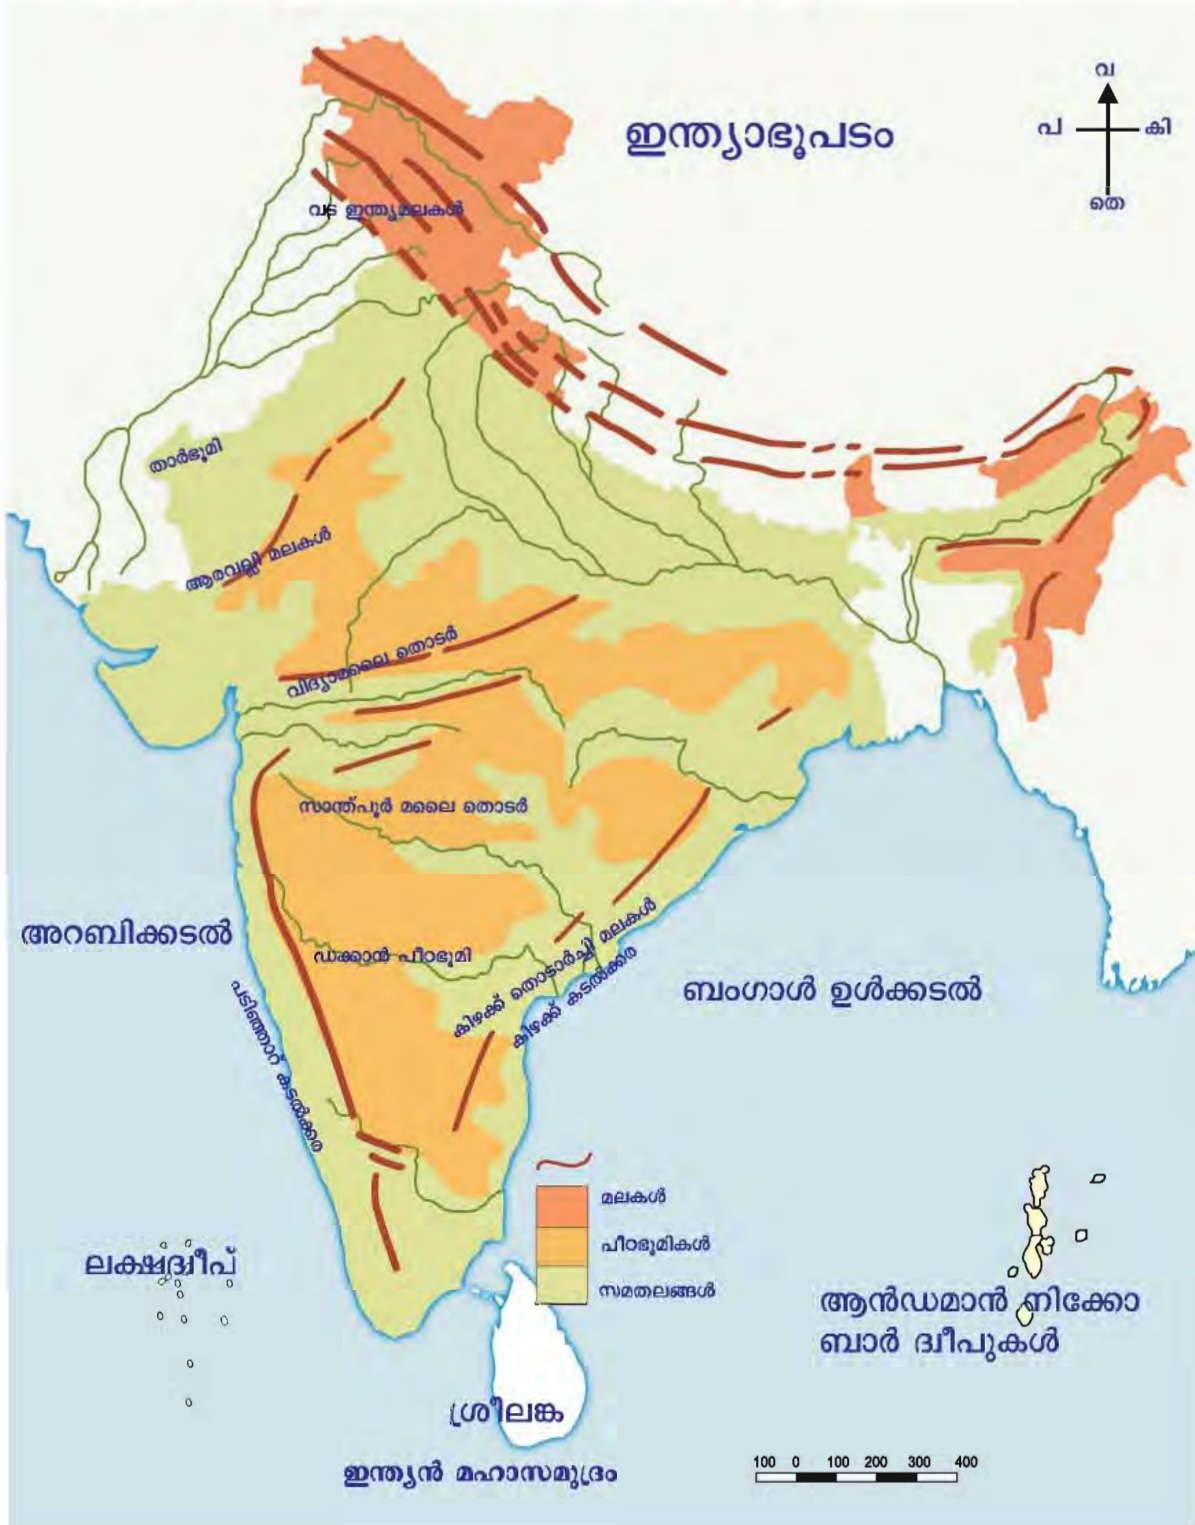 ഇന്ത്യാഭൂപടം
വ
പ
കി
തെ
വട ഇന്ത്യമലകൾ
താർഭൂമി
ആരവല്ലി മലകൾ
വിദ്യാമലൈ തൊടർ
സാന്ത്പൂർ മലൈ തൊടർ
അറബിക്കടൽ
ഡക്കാൻ പീഠഭൂമി
കിഴക്ക് തൊടാർച്ചി മലകൾ
കിഴക്ക് കടൽക്കര
ബംഗാൾ ഉൾക്കടൽ
പടിഞ്ഞാറ് കടൽക്കര
മലകൾ
പീഠഭൂമികൾ
സമതലങ്ങൾ
ലക്ഷദ്വീപ്
ആൻഡമാൻ നിക്കോ
ബാർ ദ്വീപുകൾ
ശ്രീലങ്ക
ഇന്ത്യൻ മഹാസമുദ്രം
100 0 100 200 300 400